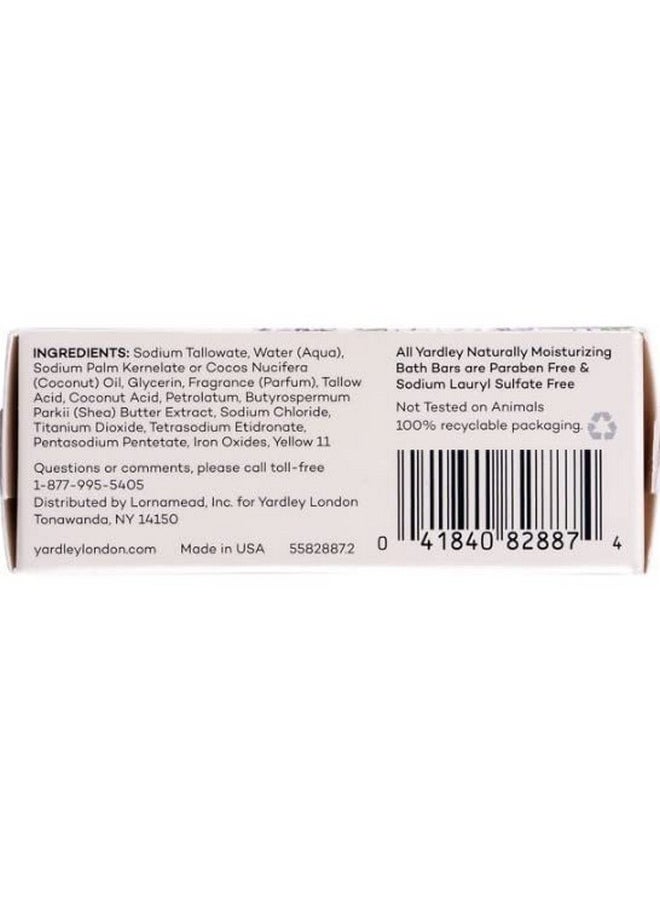 INGREDIENTS: Sodium Tallowate, Water (Aqua),
Sodium Palm Kernelate or Cocos Nucifera
(Coconut) Oil, Glycerin, Fragrance (Parfum), Tallow
Acid, Coconut Acid, Petrolatum, Butyrospermum
Parkii (Shea) Butter Extract, Sodium Chloride,
Titanium Dioxide, Tetrasodium Etidronate,
Pentasodium Pentetate, Iron Oxides, Yellow 11
Questions or comments, please call toll-free
1-877-995-5405
Distributed by Lornamead, Inc. for Yardley London
Tonawanda, NY 14150
yardleylondon.com Made in USA 5582887.2
All Yardley Naturally Moisturizing
Bath Bars are Paraben Free &
Sodium Lauryl Sulfate Free
Not Tested on Animals
100% recyclable packaging.
0 41840 82887 4